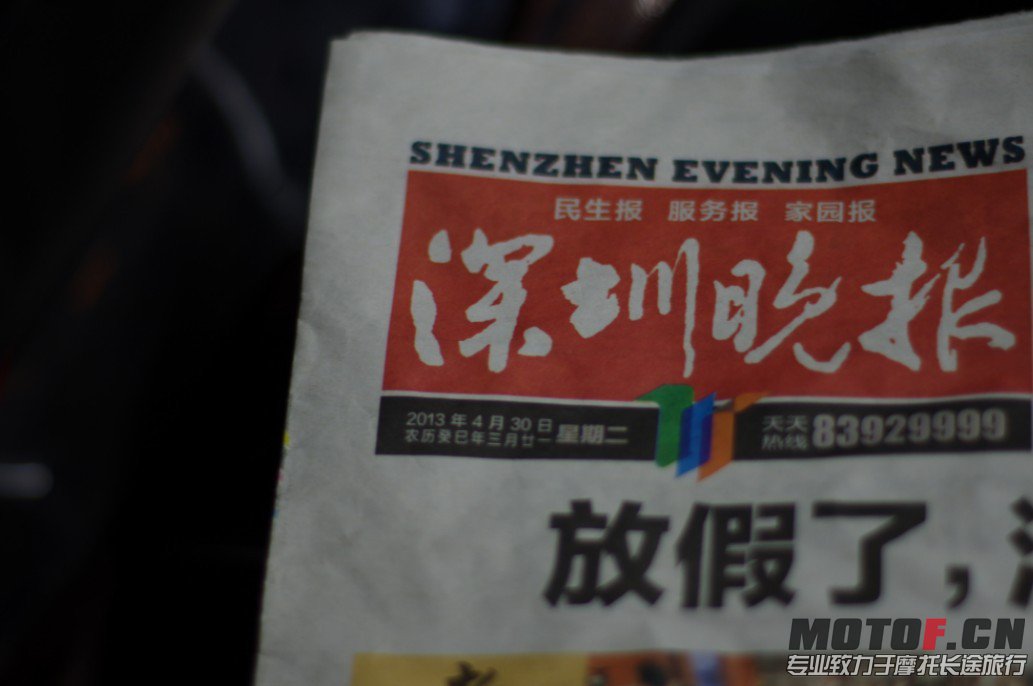 SHENZHEN EVENING NEWS
民生报 服务报 家园报
深圳晚报
2013年4月30日
农历癸巳年三月廿一 星期二
天天
热线 83929999
放假了，
MOTOF.CN
专业致力于摩托长途旅行